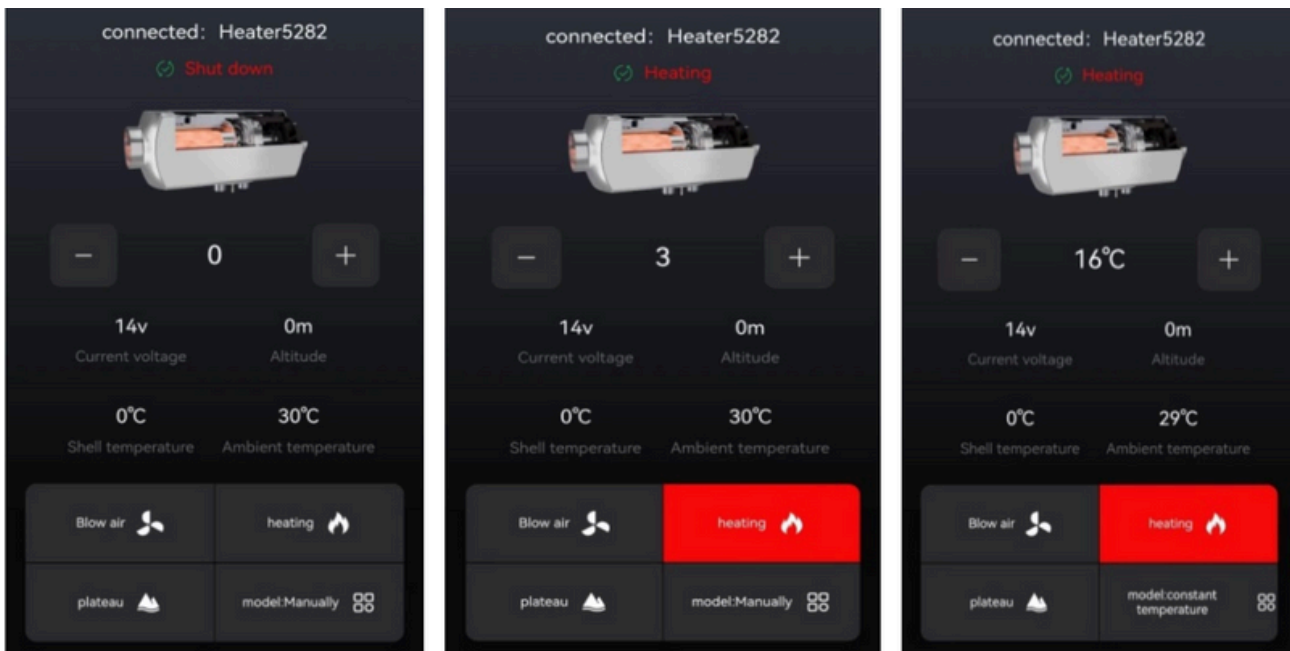 connected: Heater5282
Shut down
−
0
+
14v
0m
Current voltage
Altitude
0℃
30℃
Shell temperature
Ambient temperature
Blow air
heating
plateau
model:Manually
connected: Heater5282
Heating
−
3
+
14v
0m
Current voltage
Altitude
0℃
30℃
Shell temperature
Ambient temperature
Blow air
heating
plateau
model:Manually
connected: Heater5282
Heating
−
16℃
+
14v
0m
Current voltage
Altitude
0℃
29℃
Shell temperature
Ambient temperature
Blow air
heating
plateau
model:constant
temperature